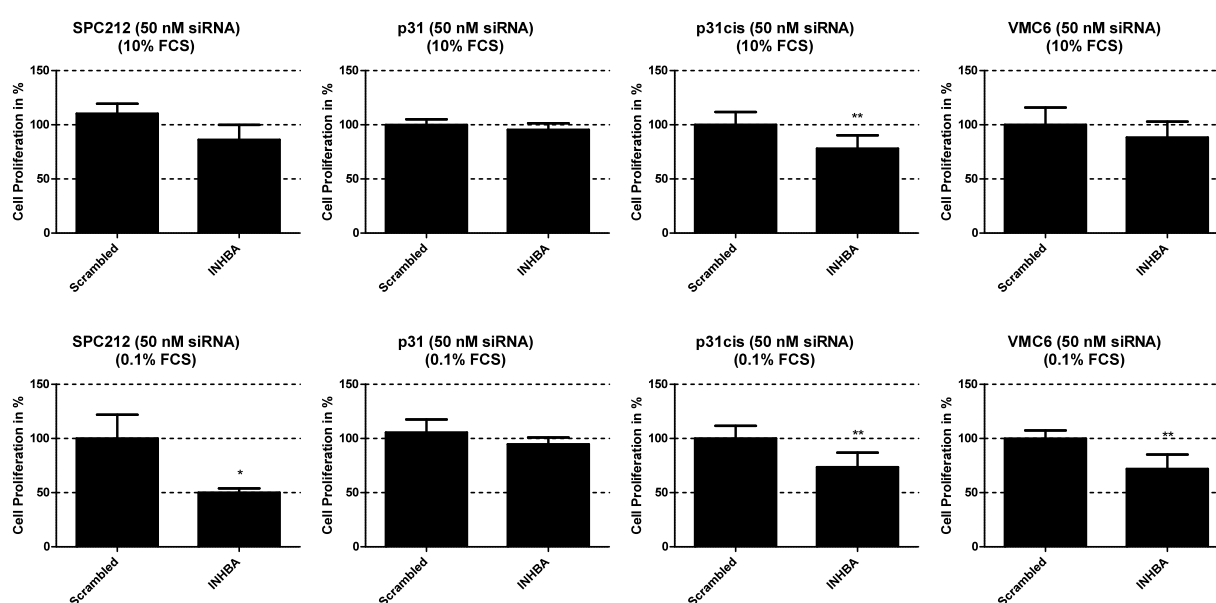 SPC212 (50 nM siRNA)
(10% FCS)
Cell Proliferation in %
150
100
50
0
Scrambled
INHBA
p31 (50 nM siRNA)
(10% FCS)
Cell Proliferation in %
150
100
50
0
Scrambled
INHBA
p31cis (50 nM siRNA)
(10% FCS)
Cell Proliferation in %
150
100
50
0
**
Scrambled
INHBA
VMC6 (50 nM siRNA)
(10% FCS)
Cell Proliferation in %
150
100
50
0
Scrambled
INHBA
SPC212 (50 nM siRNA)
(0.1% FCS)
Cell Proliferation in %
150
100
50
0
*
Scrambled
INHBA
p31 (50 nM siRNA)
(0.1% FCS)
Cell Proliferation in %
150
100
50
0
Scrambled
INHBA
p31cis (50 nM siRNA)
(0.1% FCS)
Cell Proliferation in %
150
100
50
0
**
Scrambled
INHBA
VMC6 (50 nM siRNA)
(0.1% FCS)
Cell Proliferation in %
150
100
50
0
**
Scrambled
INHBA